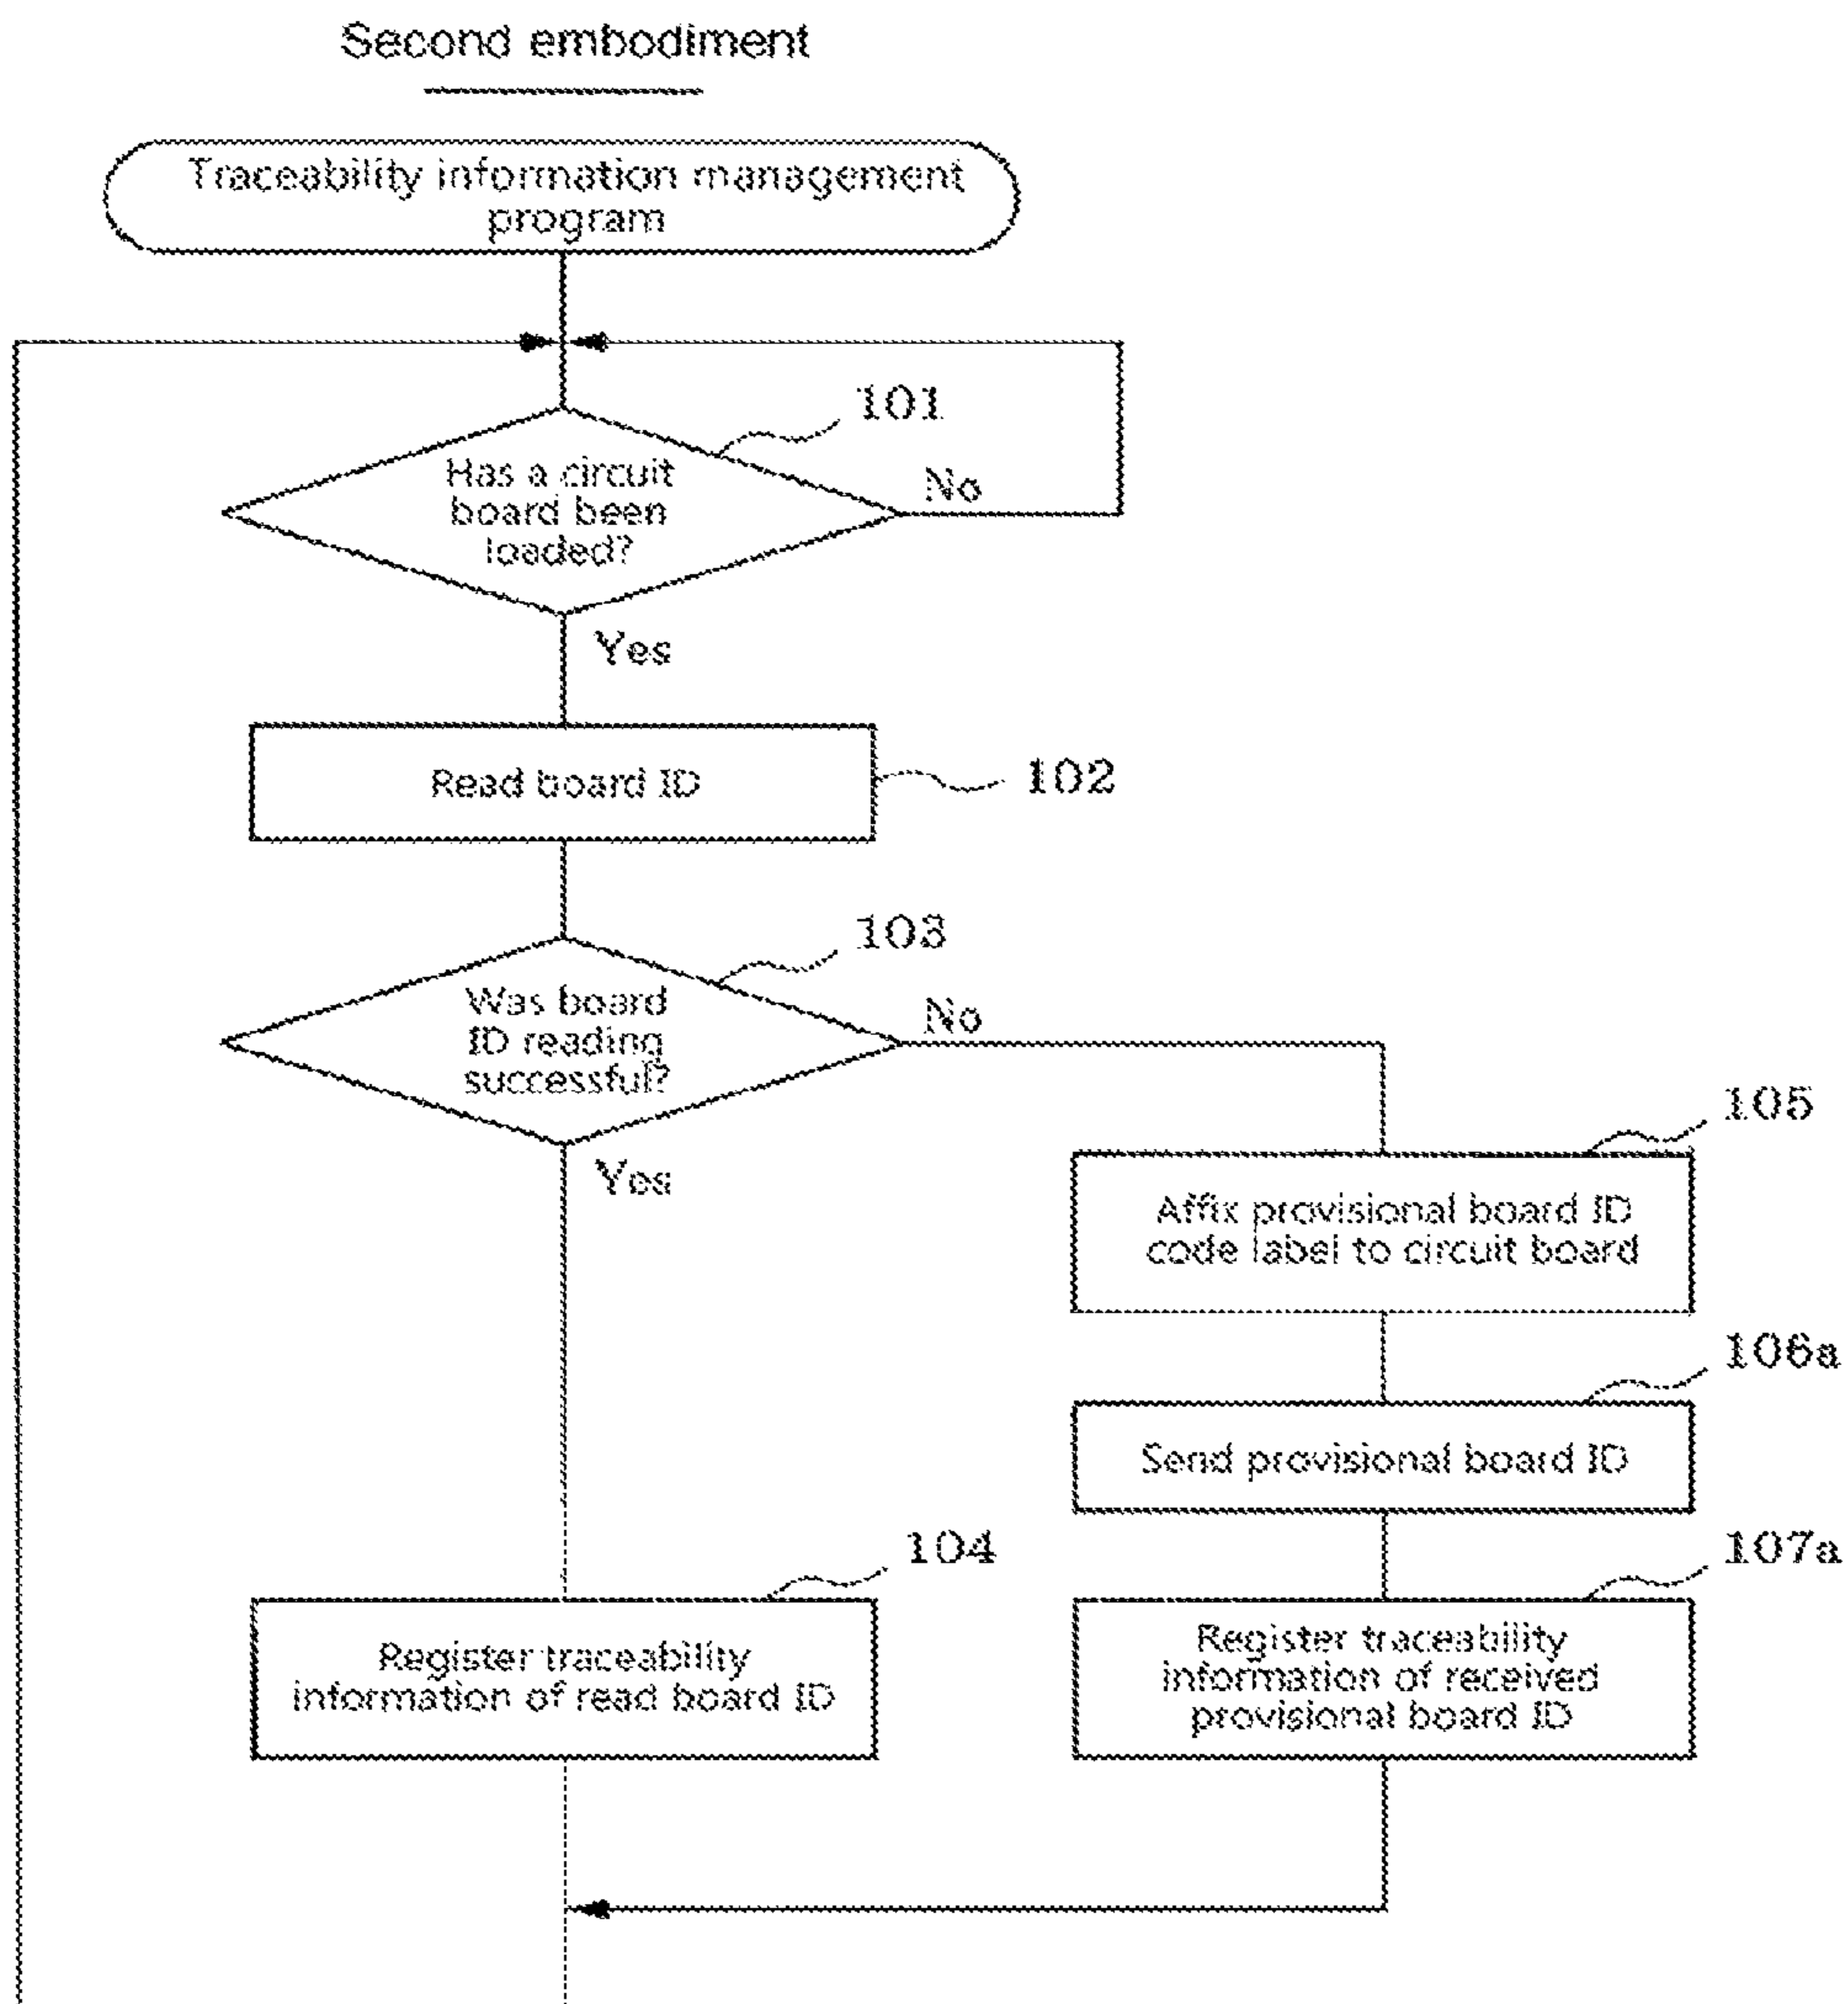 Second embodiment
Traceability information management
program
101
Has a circuit
board been
loaded?
No
Yes
Read board ID
102
103
Was board
ID reading
successful?
No
Yes
105
Affix provisional board ID
code label to circuit board
106a
Send provisional board ID
104
107a
Register traceability
information of read board ID
Register traceability
information of received
provisional board ID